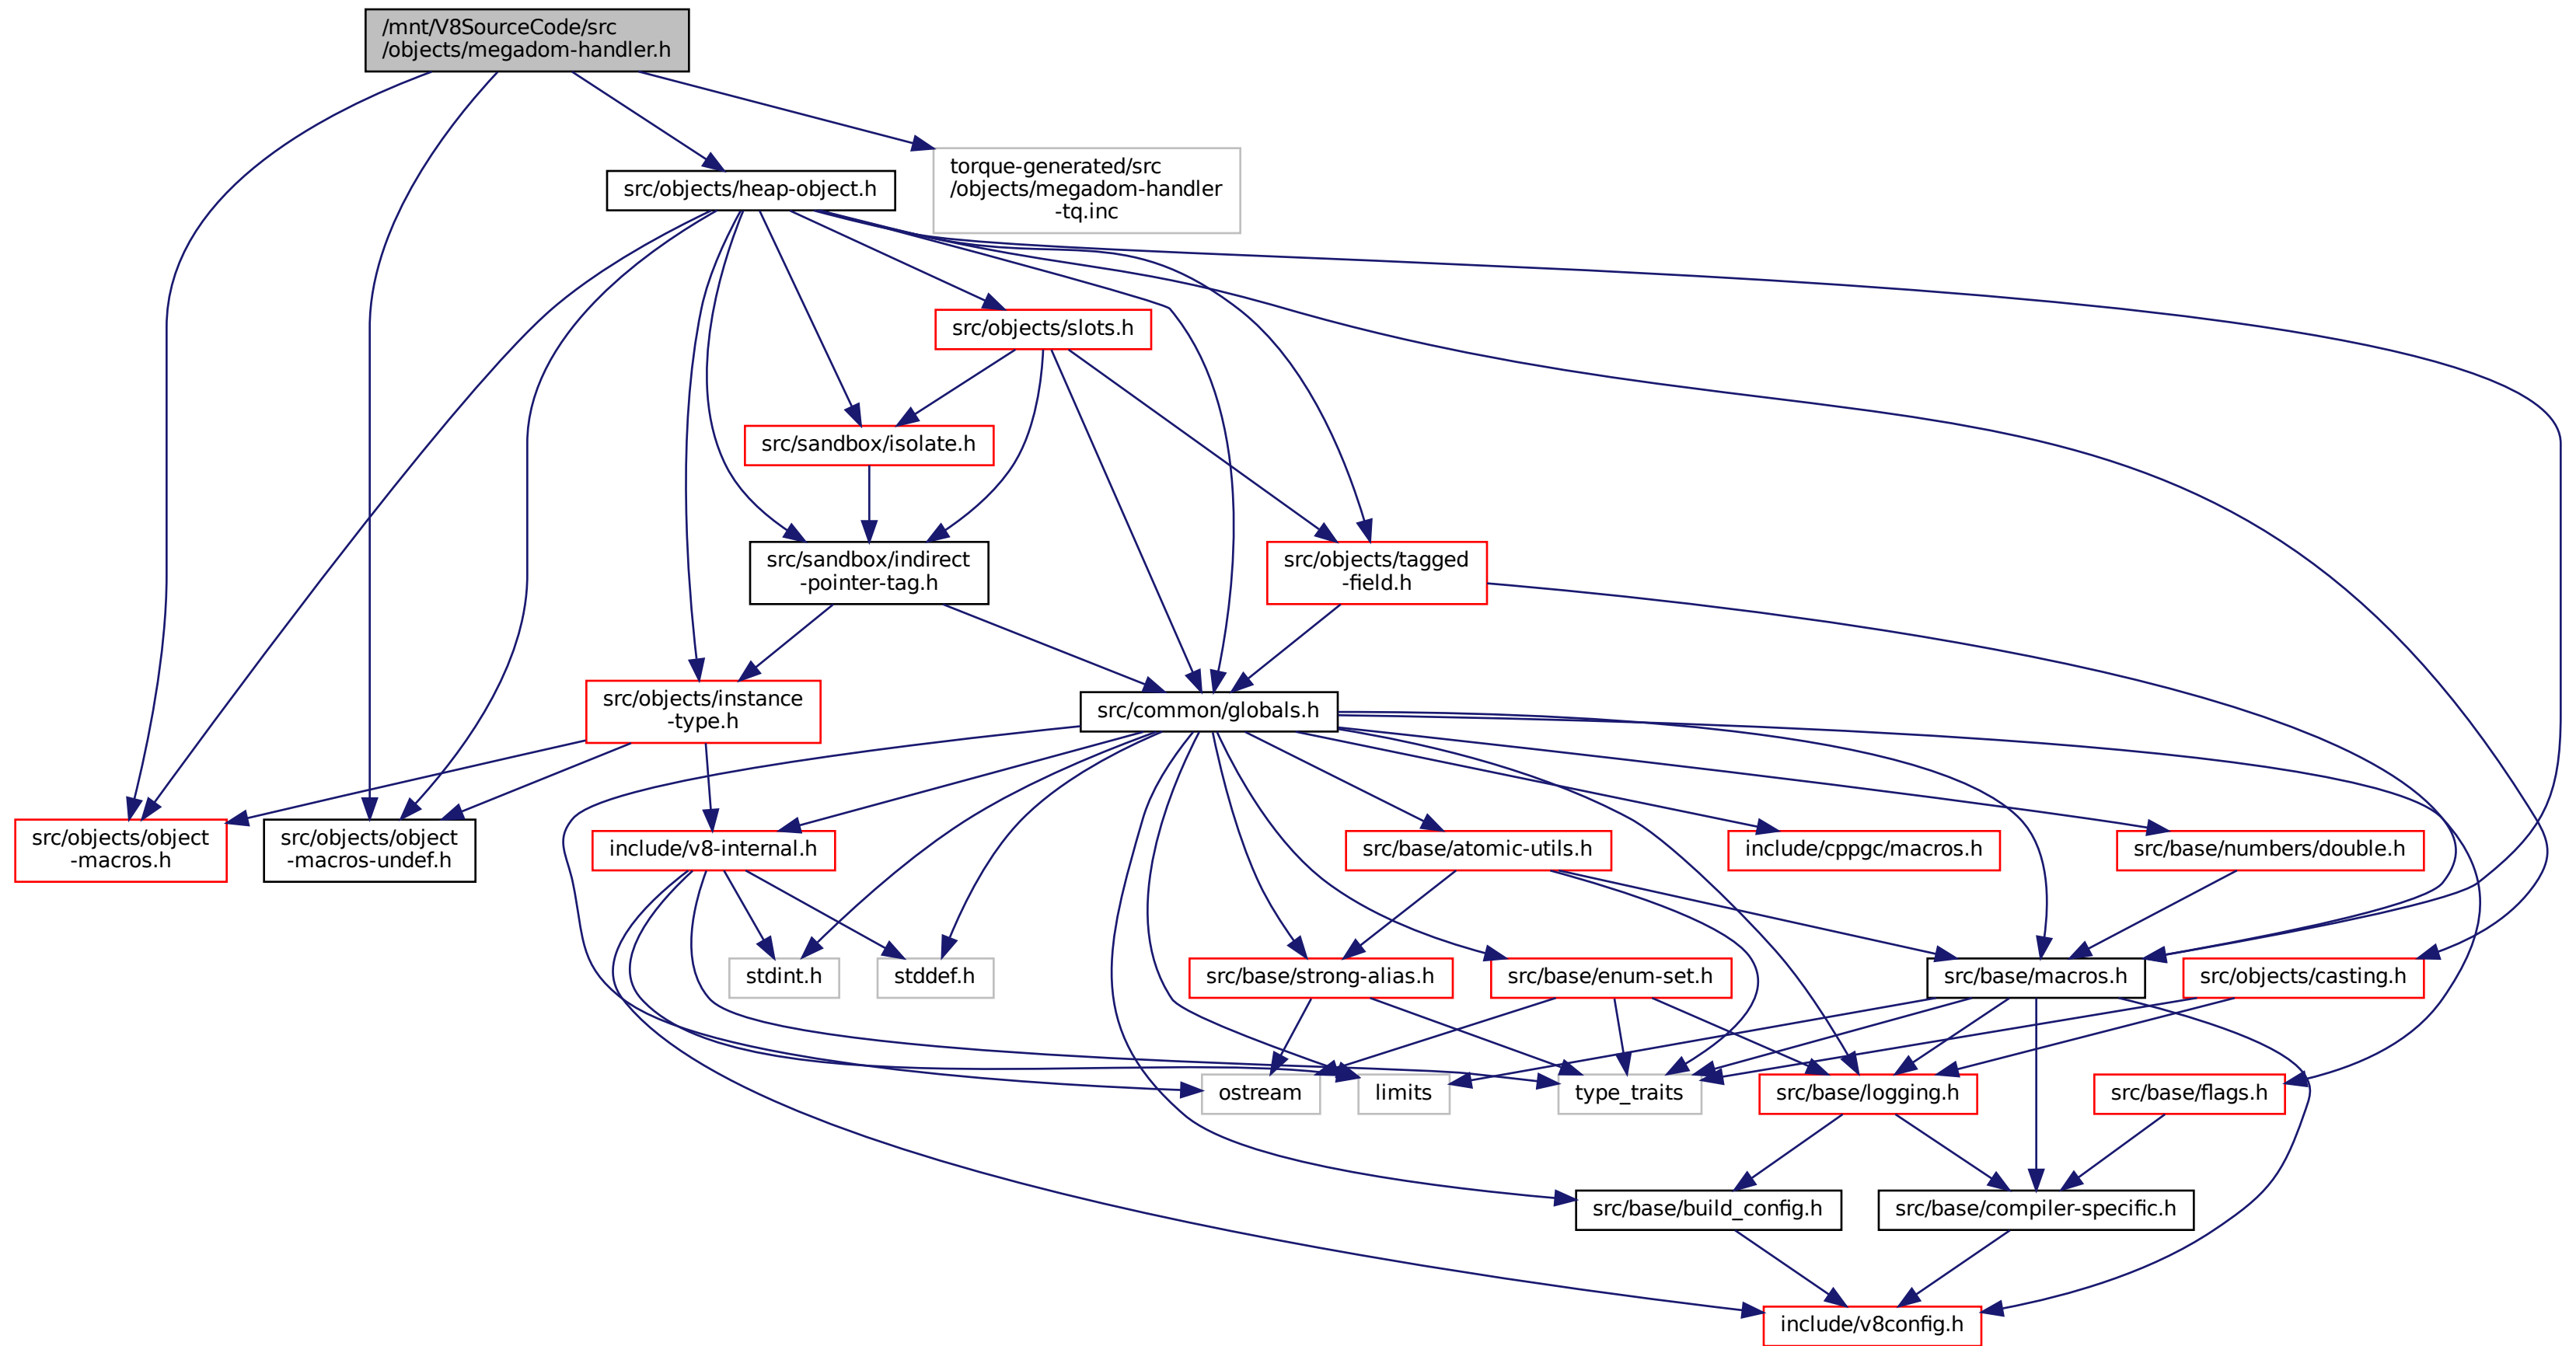 /mnt/V8SourceCode/src
/objects/megadom-handler.h
torque-generated/src
/objects/megadom-handler
-tq.inc
src/objects/heap-object.h
src/objects/slots.h
src/sandbox/isolate.h
src/sandbox/indirect
-pointer-tag.h
src/objects/tagged
-field.h
src/objects/instance
-type.h
src/common/globals.h
src/objects/object
-macros.h
src/objects/object
-macros-undef.h
include/v8-internal.h
src/base/atomic-utils.h
include/cppgc/macros.h
src/base/numbers/double.h
stdint.h
stddef.h
src/base/strong-alias.h
src/base/enum-set.h
src/base/macros.h
src/objects/casting.h
ostream
limits
type_traits
src/base/logging.h
src/base/flags.h
src/base/build_config.h
src/base/compiler-specific.h
include/v8config.h